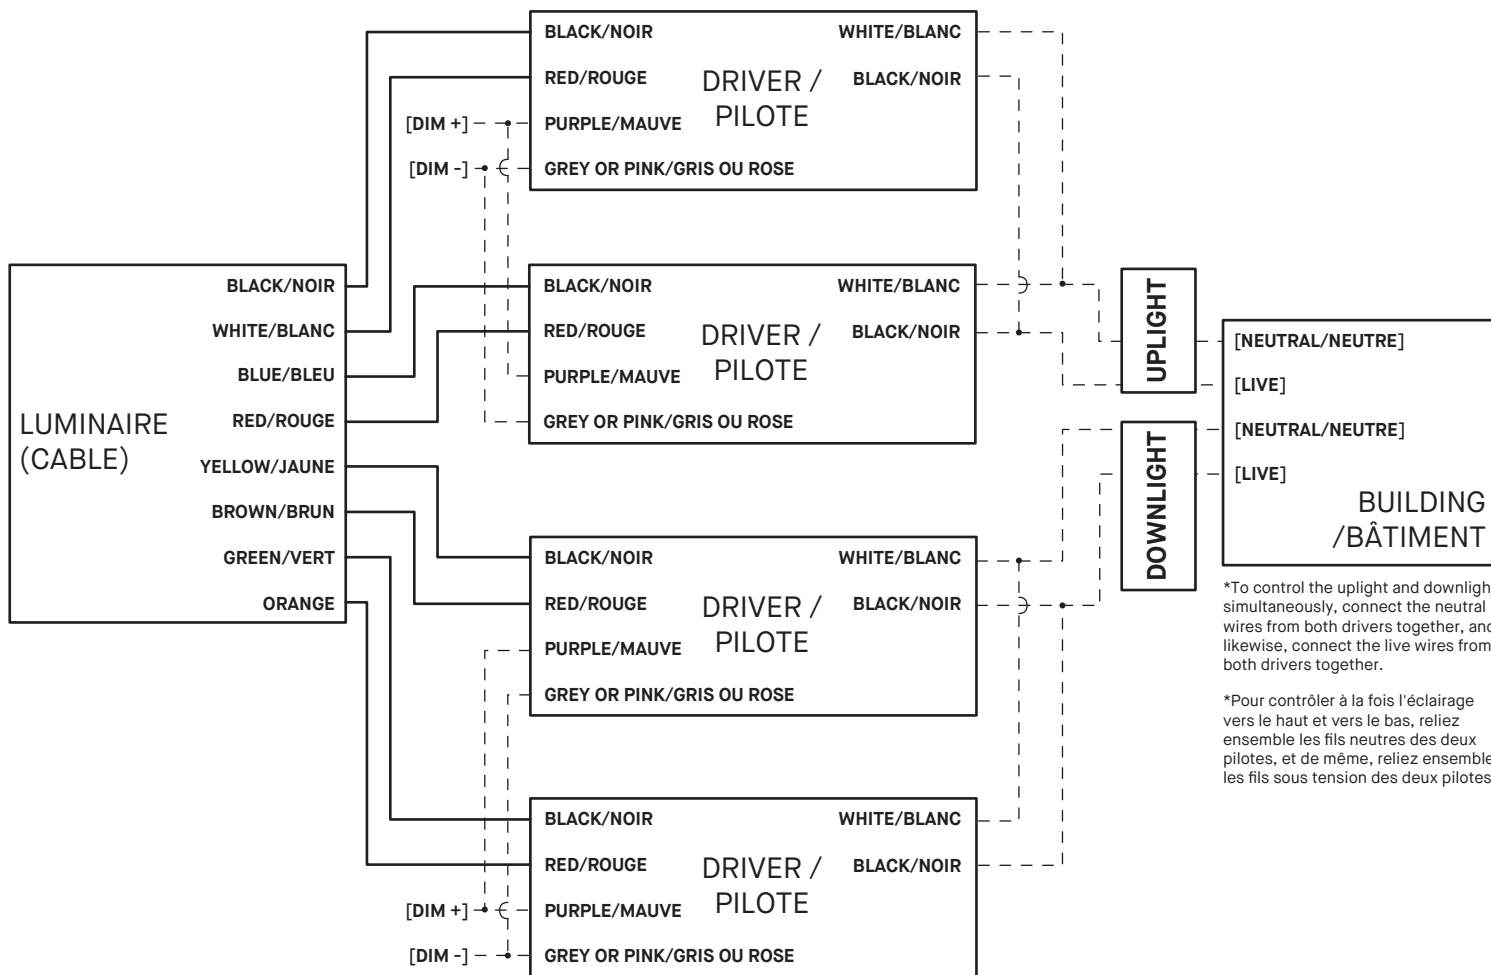 BLACK/NOIR
WHITE/BLANC
RED/ROUGE
DRIVER /
PILOTE
BLACK/NOIR
[DIM +]
PURPLE/MAUVE
[DIM -]
GREY OR PINK/GRIS OU ROSE
LUMINAIRE
(CABLE)
BLACK/NOIR
WHITE/BLANC
BLUE/BLEU
RED/ROUGE
YELLOW/JAUNE
BROWN/BRUN
GREEN/VERT
ORANGE
BLACK/NOIR
WHITE/BLANC
RED/ROUGE
DRIVER /
PILOTE
BLACK/NOIR
PURPLE/MAUVE
GREY OR PINK/GRIS OU ROSE
UPLIGHT
DOWNLIGHT
[NEUTRAL/NEUTRE]
[LIVE]
[NEUTRAL/NEUTRE]
[LIVE]
BUILDING
/BÂTIMENT
BLACK/NOIR
WHITE/BLANC
RED/ROUGE
DRIVER /
PILOTE
BLACK/NOIR
PURPLE/MAUVE
GREY OR PINK/GRIS OU ROSE
*To control the uplight and downligh
simultaneously, connect the neutral
wires from both drivers together, and
likewise, connect the live wires from
both drivers together.
*Pour contrôler à la fois l'éclairage
vers le haut et vers le bas, reliez
ensemble les fils neutres des deux
pilotes, et de même, reliez ensemble
les fils sous tension des deux pilotes
BLACK/NOIR
WHITE/BLANC
RED/ROUGE
DRIVER /
PILOTE
BLACK/NOIR
[DIM +]
PURPLE/MAUVE
[DIM -]
GREY OR PINK/GRIS OU ROSE